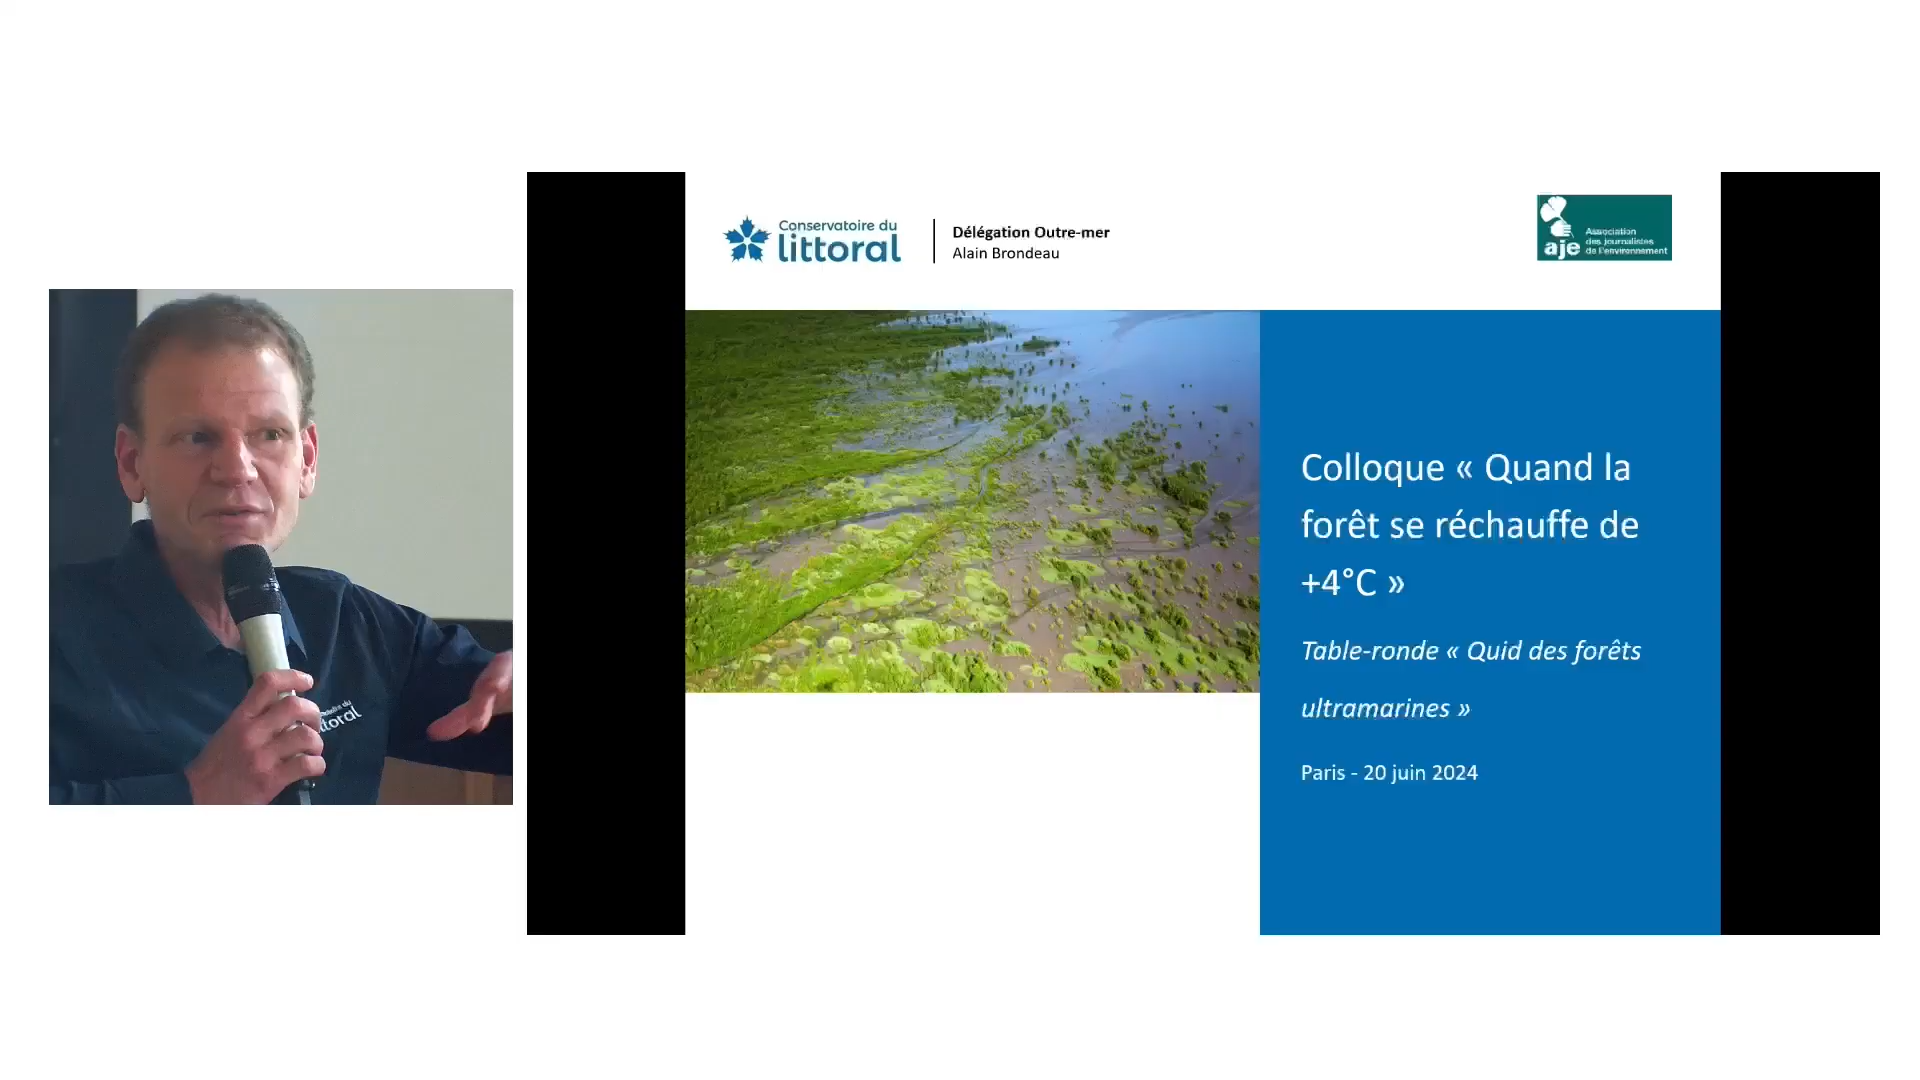 Conservatoire du
littoral
Délégation Outre-mer
Alain Brondeau
aje
Association
des journalistes
de l'environnement
Colloque « Quand la
forêt se réchauffe de
+4°C »
Table-ronde « Quid des forêts
ultramarines »
Paris - 20 juin 2024